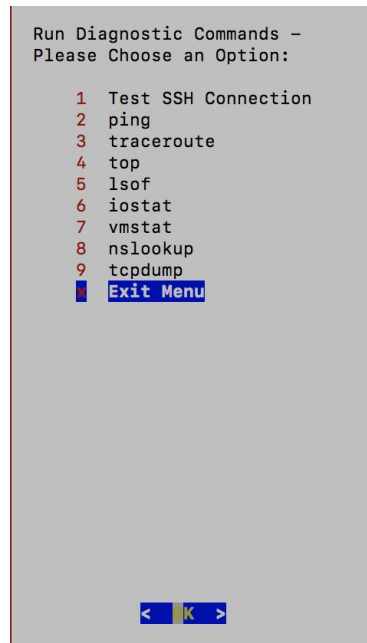 Run Diagnostic Commands –
Please Choose an Option:
1 Test SSH Connection
2 ping
3 traceroute
4 top
5 lsof
6 iostat
7 vmstat
8 nslookup
9 tcpdump
x Exit Menu
< OK >